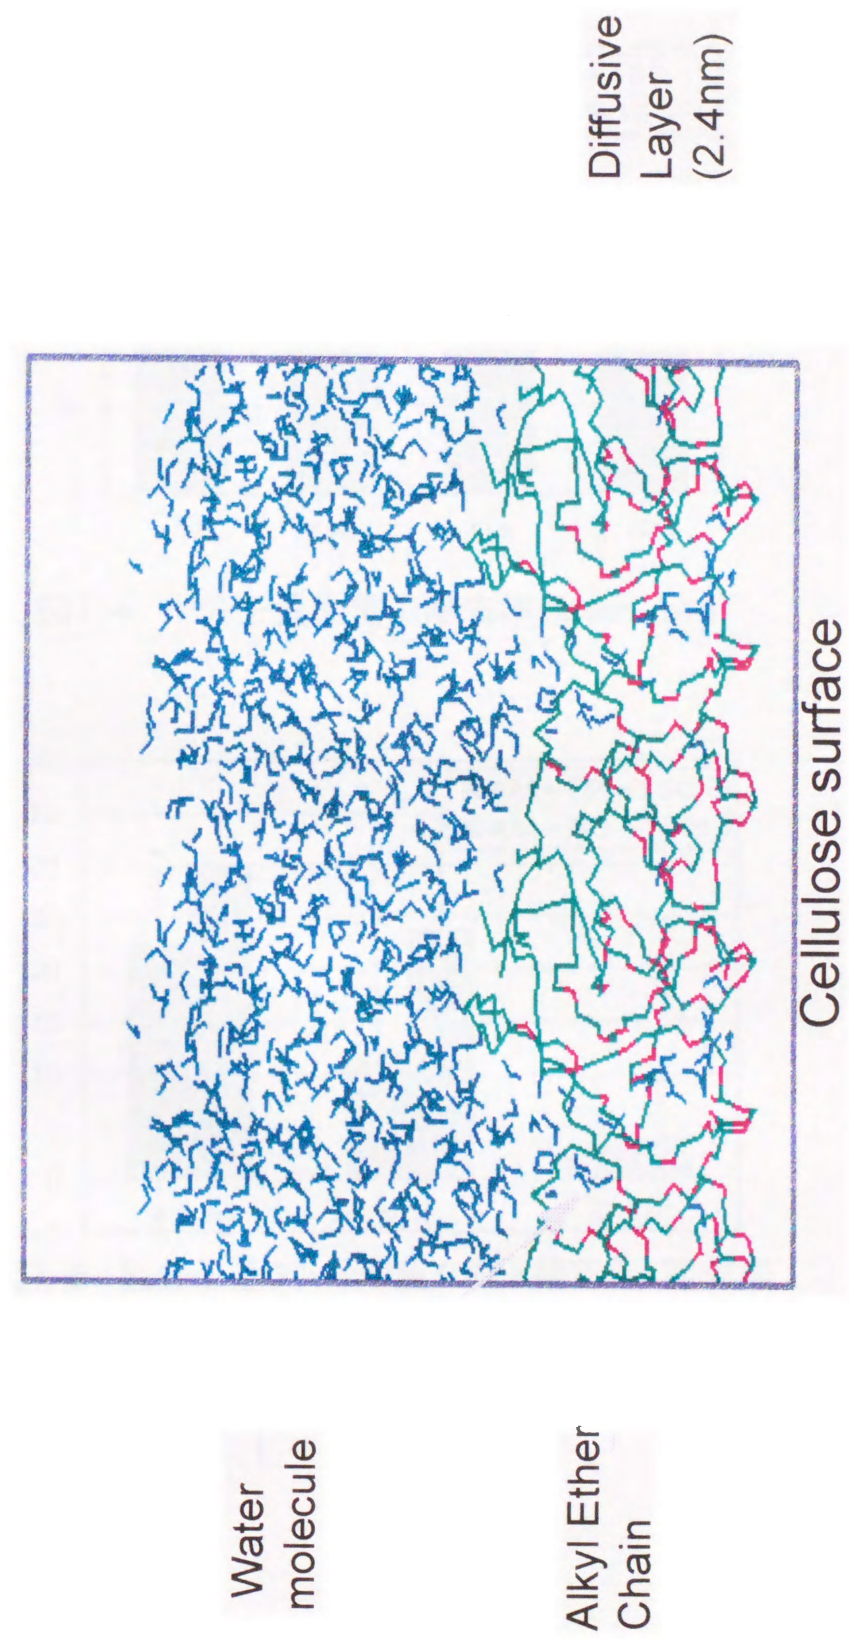 Water
molecule
Alkyl Ether
Chain
Cellulose surface
Diffusive
Layer
(2.4nm)